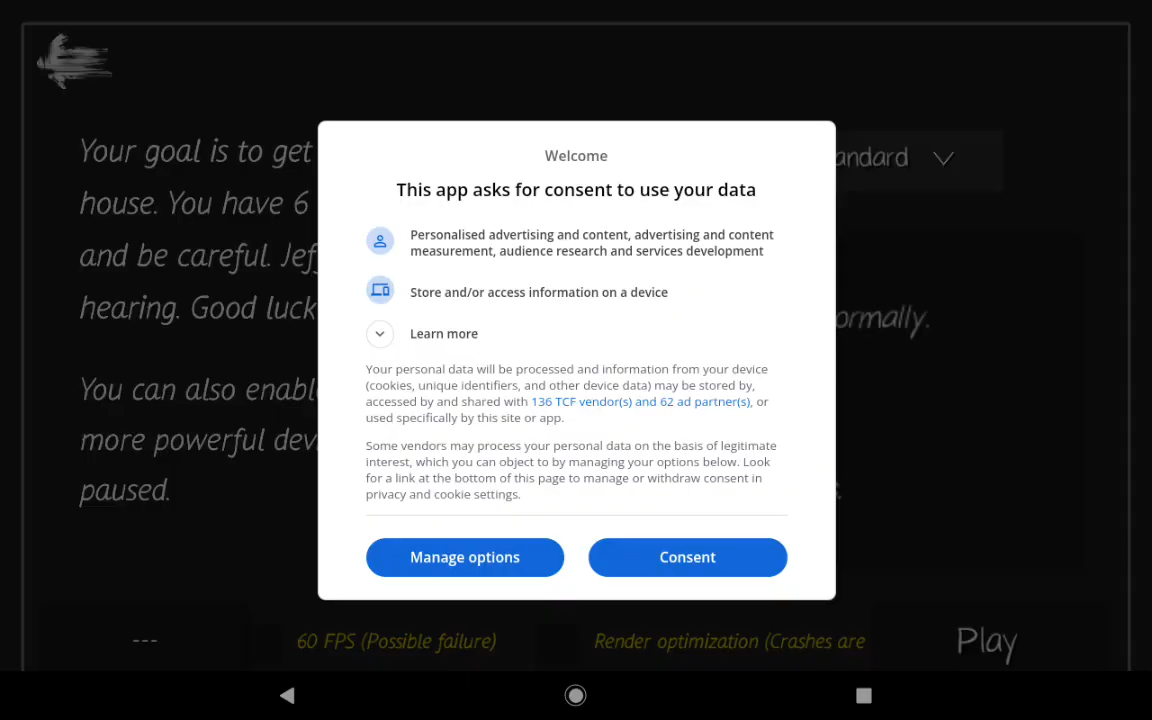 Your goal is to get
house. You have 6
and be careful. Jeff
hearing. Good luck
You can also enabl
more powerful devi
paused.
andard
ormally.
s.
Welcome
This app asks for consent to use your data
Personalised advertising and content, advertising and content
measurement, audience research and services development
Store and/or access information on a device
Learn more
Your personal data will be processed and information from your device
(cookies, unique identifiers, and other device data) may be stored by,
accessed by and shared with 136 TCF vendor(s) and 62 ad partner(s), or
used specifically by this site or app.
Some vendors may process your personal data on the basis of legitimate
interest, which you can object to by managing your options below. Look
for a link at the bottom of this page to manage or withdraw consent in
privacy and cookie settings.
Manage options
Consent
---
60 FPS (Possible failure)
Render optimization (Crashes are
Play